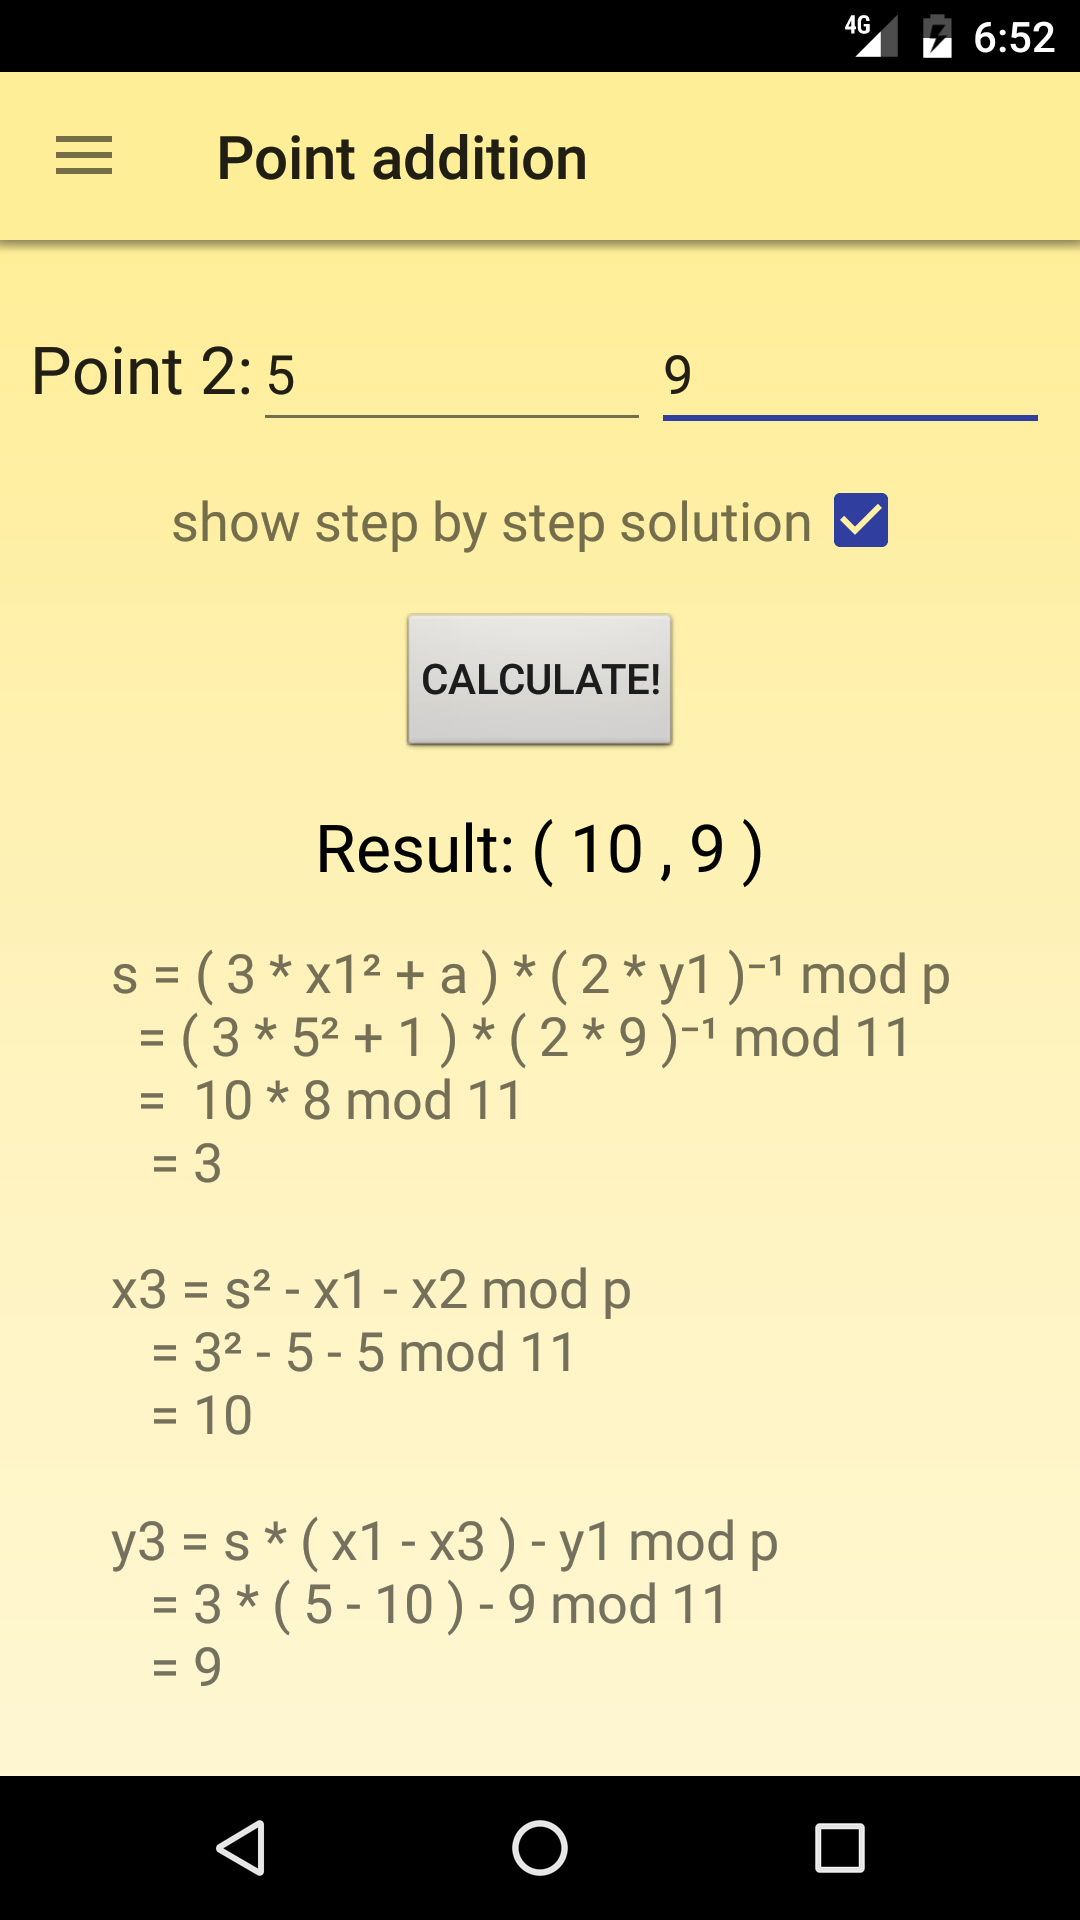 4G 6:52
Point addition
Point 2: 5 9
show step by step solution
CALCULATE!
Result: ( 10 , 9 )
s = ( 3 * x1² + a ) * ( 2 * y1 )⁻¹ mod p
= ( 3 * 5² + 1 ) * ( 2 * 9 )⁻¹ mod 11
= 10 * 8 mod 11
= 3
x3 = s² - x1 - x2 mod p
= 3² - 5 - 5 mod 11
= 10
y3 = s * ( x1 - x3 ) - y1 mod p
= 3 * ( 5 - 10 ) - 9 mod 11
= 9